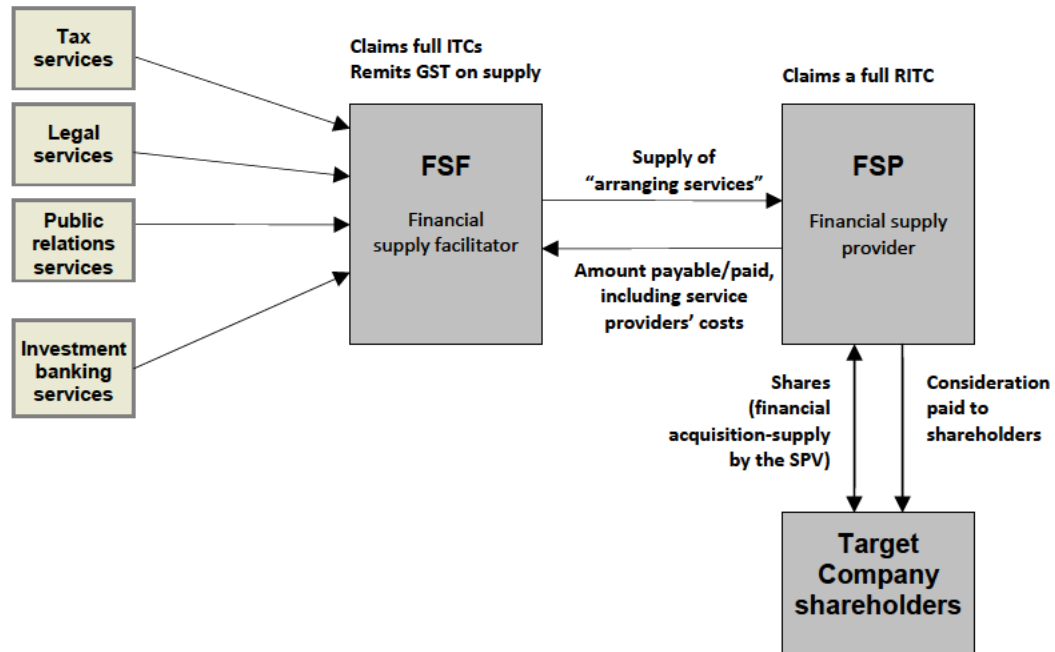 Tax
services
Legal
services
Public
relations
services
Investment
banking
services
Claims full ITCs
Remits GST on supply
FSF
Financial
supply facilitator
Supply of
“arranging services”
Amount payable/paid,
including service
providers’ costs
Claims a full RITC
FSP
Financial supply
provider
Shares
(financial
acquisition-supply
by the SPV)
Consideration
paid to
shareholders
Target
Company
shareholders